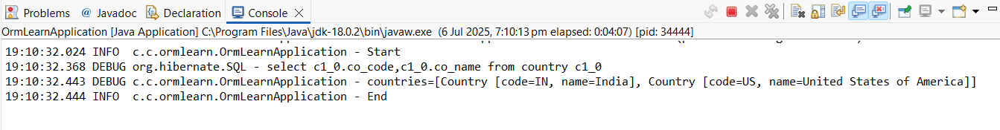 Problems @ Javadoc Declaration Console
OrmLearnApplication [Java Application] C:\Program Files\Java\jdk-18.0.2\bin\javaw.exe (6 Jul 2025, 7:10:13 pm elapsed: 0:04:07) [pid: 34444]
19:10:32.024 INFO  c.c.ormlearn.OrmLearnApplication - Start
19:10:32.368 DEBUG org.hibernate.SQL - select c1_0.co_code,c1_0.co_name from country c1_0
19:10:32.443 DEBUG c.c.ormlearn.OrmLearnApplication - countries=[Country [code=IN, name=India], Country [code=US, name=United States of America]]
19:10:32.444 INFO  c.c.ormlearn.OrmLearnApplication - End